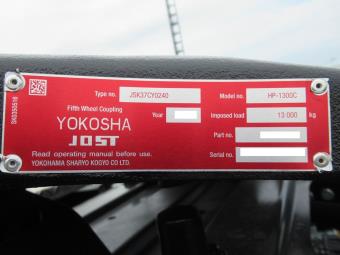 SK0350518
Type no. JSK37CY0240 Model no. HP-1300C
Fifth Wheel Coupling Year Imposed load 13 000 kg
YOKOSHA Part no.
JOST
Read operating manual before use. Serial no.
YOKOHAMA SHARYO KOGYO CO LTD.